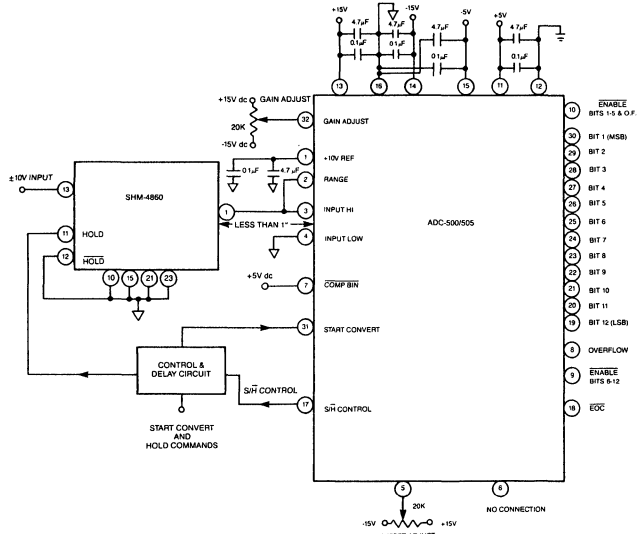 +15V
4.7µF
0.1µF
4.7µF
0.1µF
-15V
4.7µF
0.1µF
-5V
+5V
4.7µF
0.1µF
13
16
14
15
11
12
+15V dc
GAIN ADJUST
20K
-15V dc
32
GAIN ADJUST
10
ENABLE
BITS 1-5 & O.F.
0 1µF
4.7 µF
1
+10V REF
2
RANGE
3
INPUT HI
4
INPUT LOW
±10V INPUT
13
SHM-4860
1
LESS THAN 1"
11
HOLD
12
HOLD
10
15
21
23
ADC-500/505
30
BIT 1 (MSB)
29
BIT 2
28
BIT 3
27
BIT 4
26
BIT 5
25
BIT 6
24
BIT 7
23
BIT 8
22
BIT 9
21
BIT 10
20
BIT 11
19
BIT 12 (LSB)
+5V dc
7
COMP BIN
31
START CONVERT
8
OVERFLOW
9
ENABLE
BITS 6-12
CONTROL &
DELAY CIRCUIT
S/H CONTROL
17
S/H CONTROL
18
EOC
START CONVERT
AND
HOLD COMMANDS
5
20K
-15V
+15V
6
NO CONNECTION